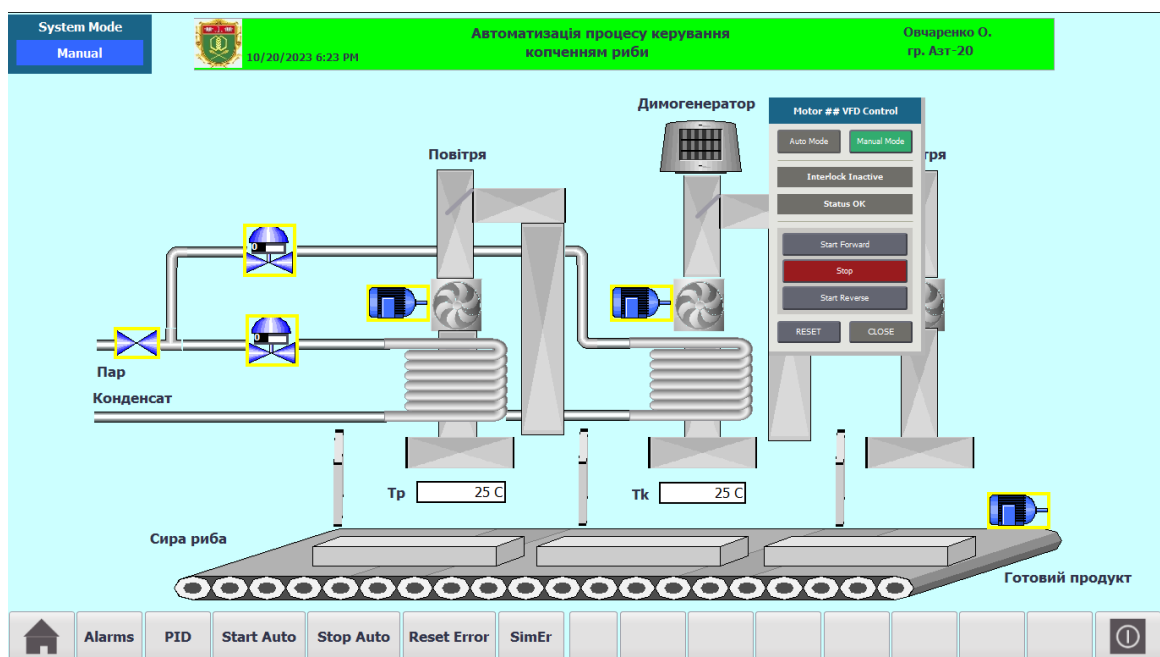 System Mode
Manual
10/20/2023 6:23 PM
Автоматизація процесу керування
копченням риби
Овчаренко О.
гр. Азт-20
Димогенератор
Motor ## VFD Control
Auto Mode
Manual Mode
Повітря
тря
Interlock Inactive
Status OK
0
Start Forward
Stop
Start Reverse
0
RESET
CLOSE
Пар
Конденсат
Тр
25 C
Tk
25 C
Сира риба
Готовий продукт
Alarms
PID
Start Auto
Stop Auto
Reset Error
SimEr